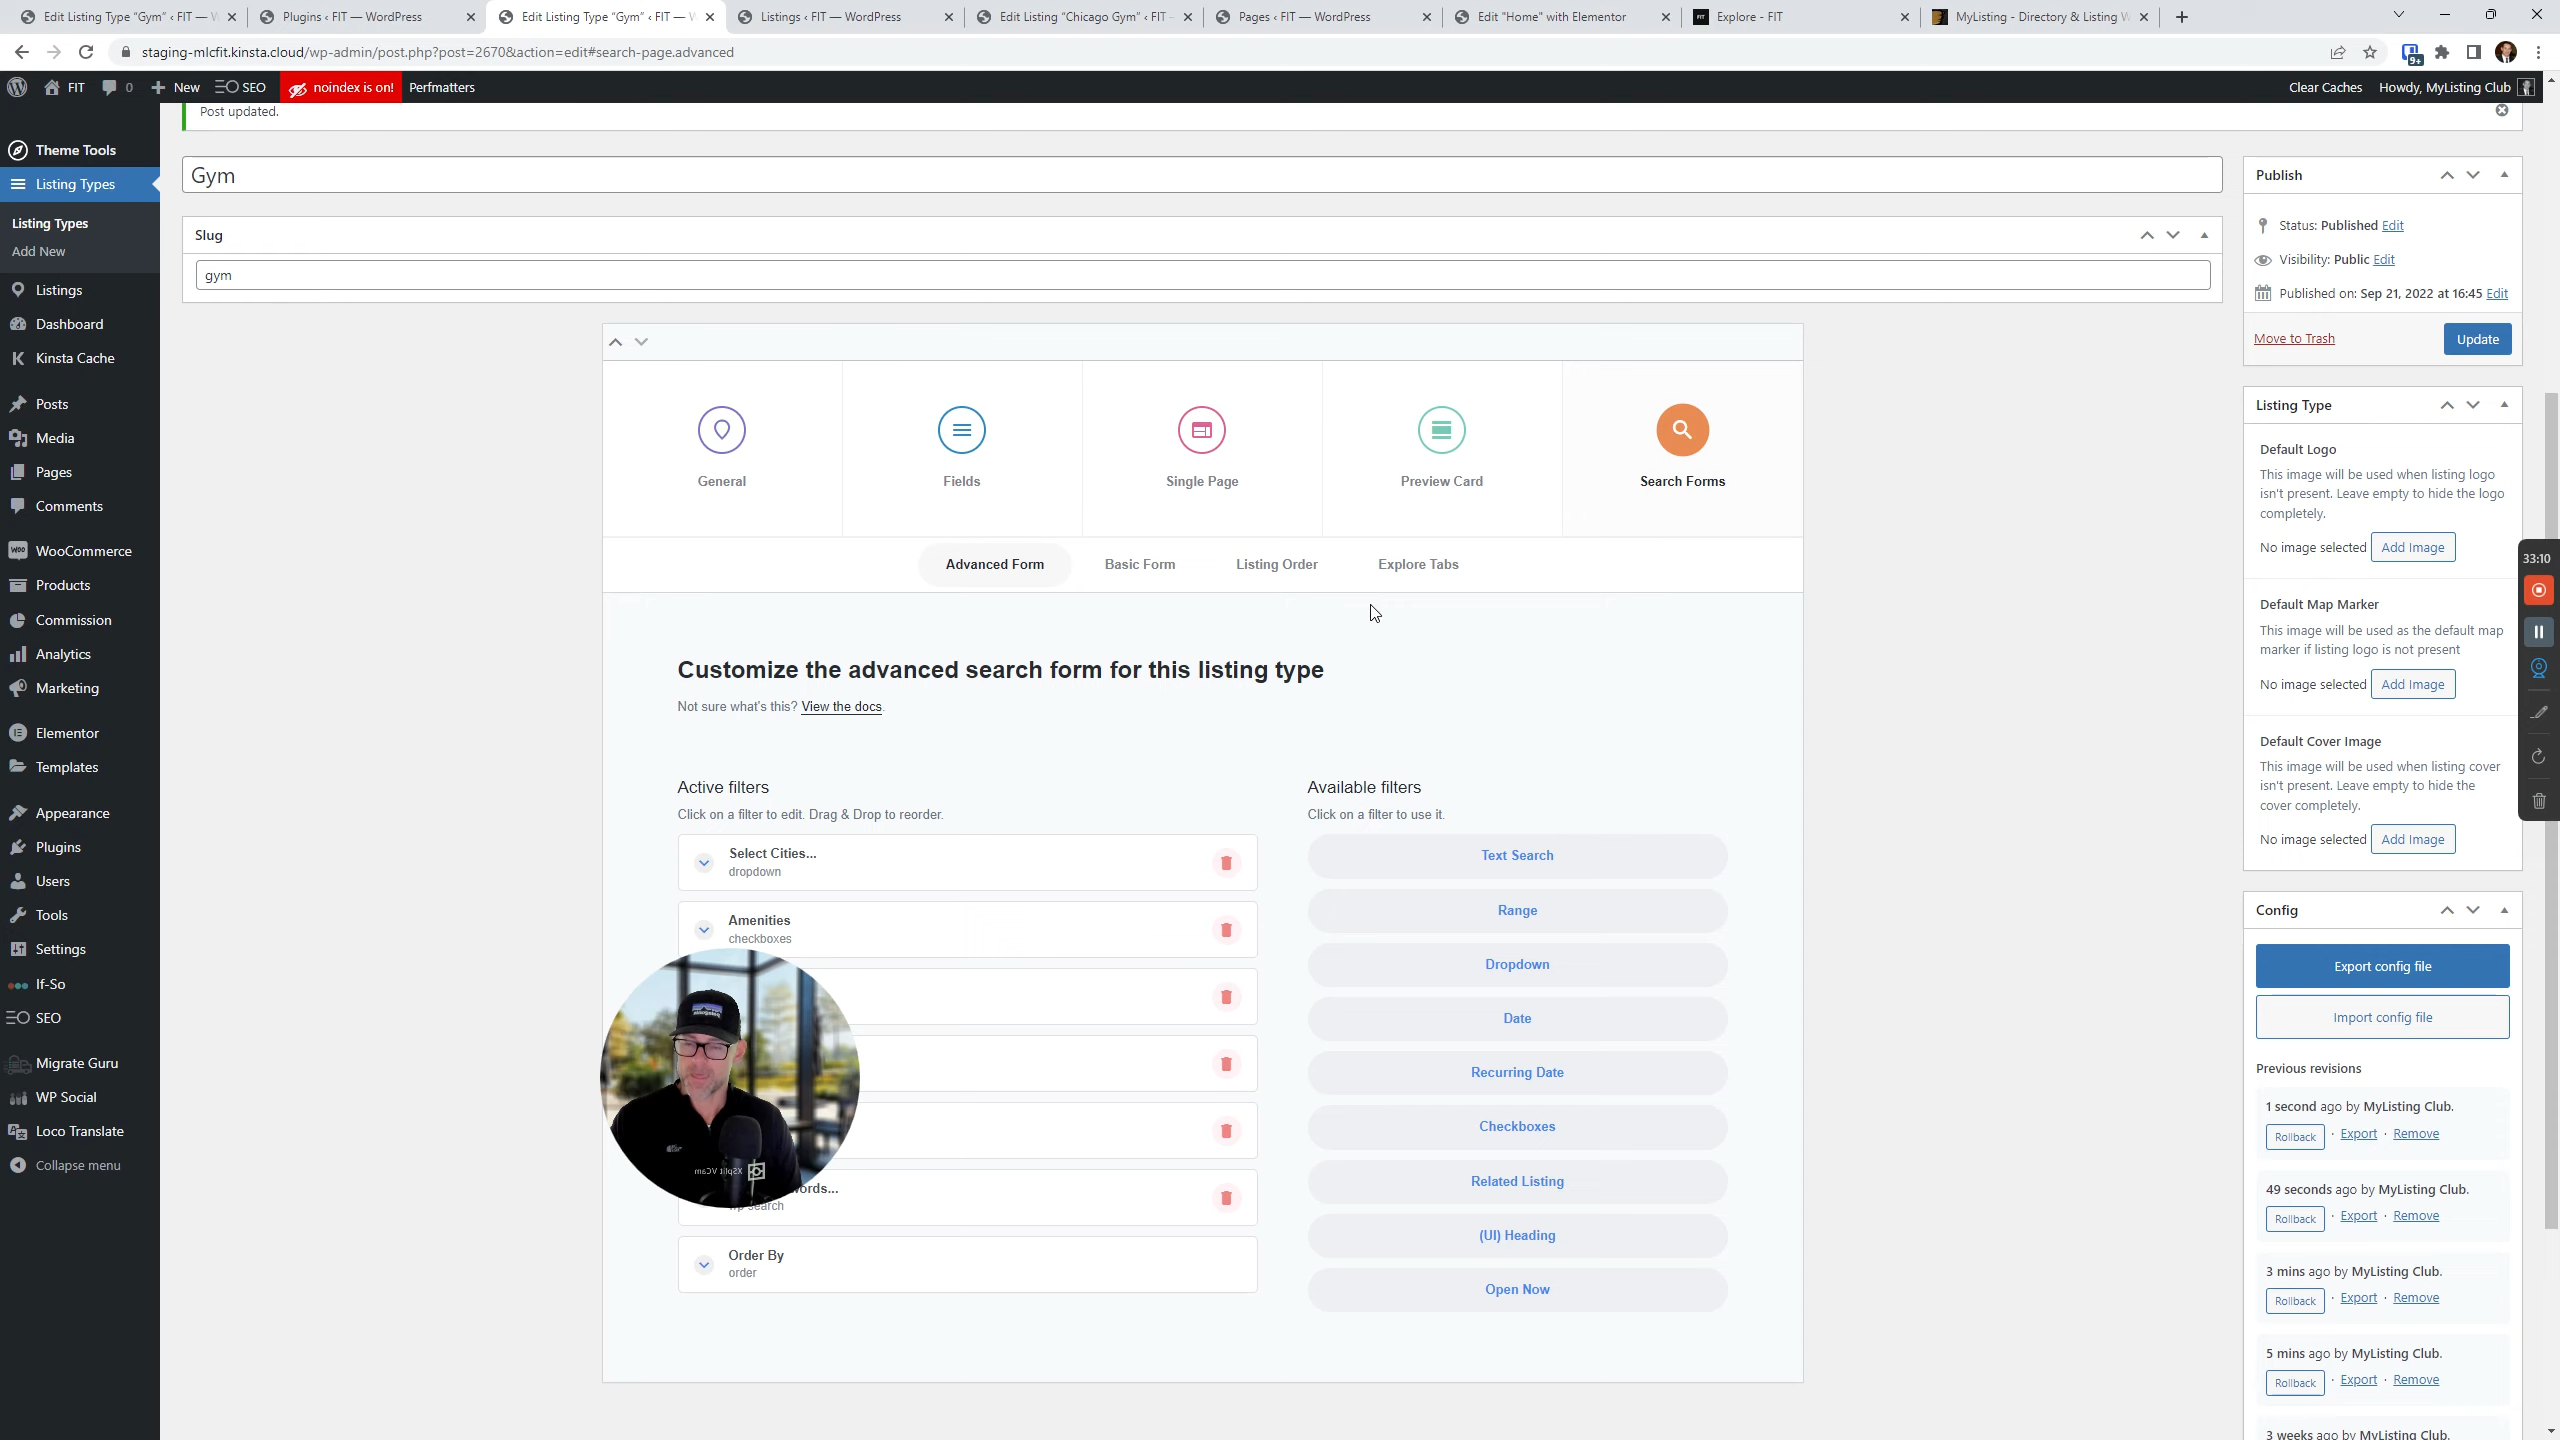 Edit Listing Type “Gym” ‹ FIT — W
Plugins ‹ FIT — WordPress
Edit Listing Type “Gym” ‹ FIT — W
Listings ‹ FIT — WordPress
Edit Listing “Chicago Gym” ‹ FIT -
Pages ‹ FIT — WordPress
Edit "Home" with Elementor
Explore - FIT
MyListing - Directory & Listing W
staging-mlcfit.kinsta.cloud/wp-admin/post.php?post=2670&action=edit#search-page.advanced
9+
FIT
0
New
SEO
noindex is on!
Perfmatters
Clear Caches
Howdy, MyListing Club
Post updated.
Theme Tools
Listing Types
Listing Types
Add New
Listings
Dashboard
Kinsta Cache
Posts
Media
Pages
Comments
WooCommerce
Products
Commission
Analytics
Marketing
Elementor
Templates
Appearance
Plugins
Users
Tools
Settings
If-So
SEO
Migrate Guru
WP Social
Loco Translate
Collapse menu
Gym
Slug
gym
General
Fields
Single Page
Preview Card
Search Forms
Advanced Form
Basic Form
Listing Order
Explore Tabs
Customize the advanced search form for this listing type
Not sure what's this? View the docs.
Active filters
Click on a filter to edit. Drag & Drop to reorder.
Select Cities...
dropdown
Amenities
checkboxes
words...
wp-search
Order By
order
XSplit VCam
Available filters
Click on a filter to use it.
Text Search
Range
Dropdown
Date
Recurring Date
Checkboxes
Related Listing
(UI) Heading
Open Now
Publish
Status: Published Edit
Visibility: Public Edit
Published on: Sep 21, 2022 at 16:45 Edit
Move to Trash
Update
Listing Type
Default Logo
This image will be used when listing logo
isn't present. Leave empty to hide the logo
completely.
No image selected
Add Image
Default Map Marker
This image will be used as the default map
marker if listing logo is not present
No image selected
Add Image
Default Cover Image
This image will be used when listing cover
isn't present. Leave empty to hide the
cover completely.
No image selected
Add Image
Config
Export config file
Import config file
Previous revisions
1 second ago by MyListing Club.
Rollback · Export · Remove
49 seconds ago by MyListing Club.
Rollback · Export · Remove
3 mins ago by MyListing Club.
Rollback · Export · Remove
5 mins ago by MyListing Club.
Rollback · Export · Remove
3 weeks ago by MyListing Club.
33:10